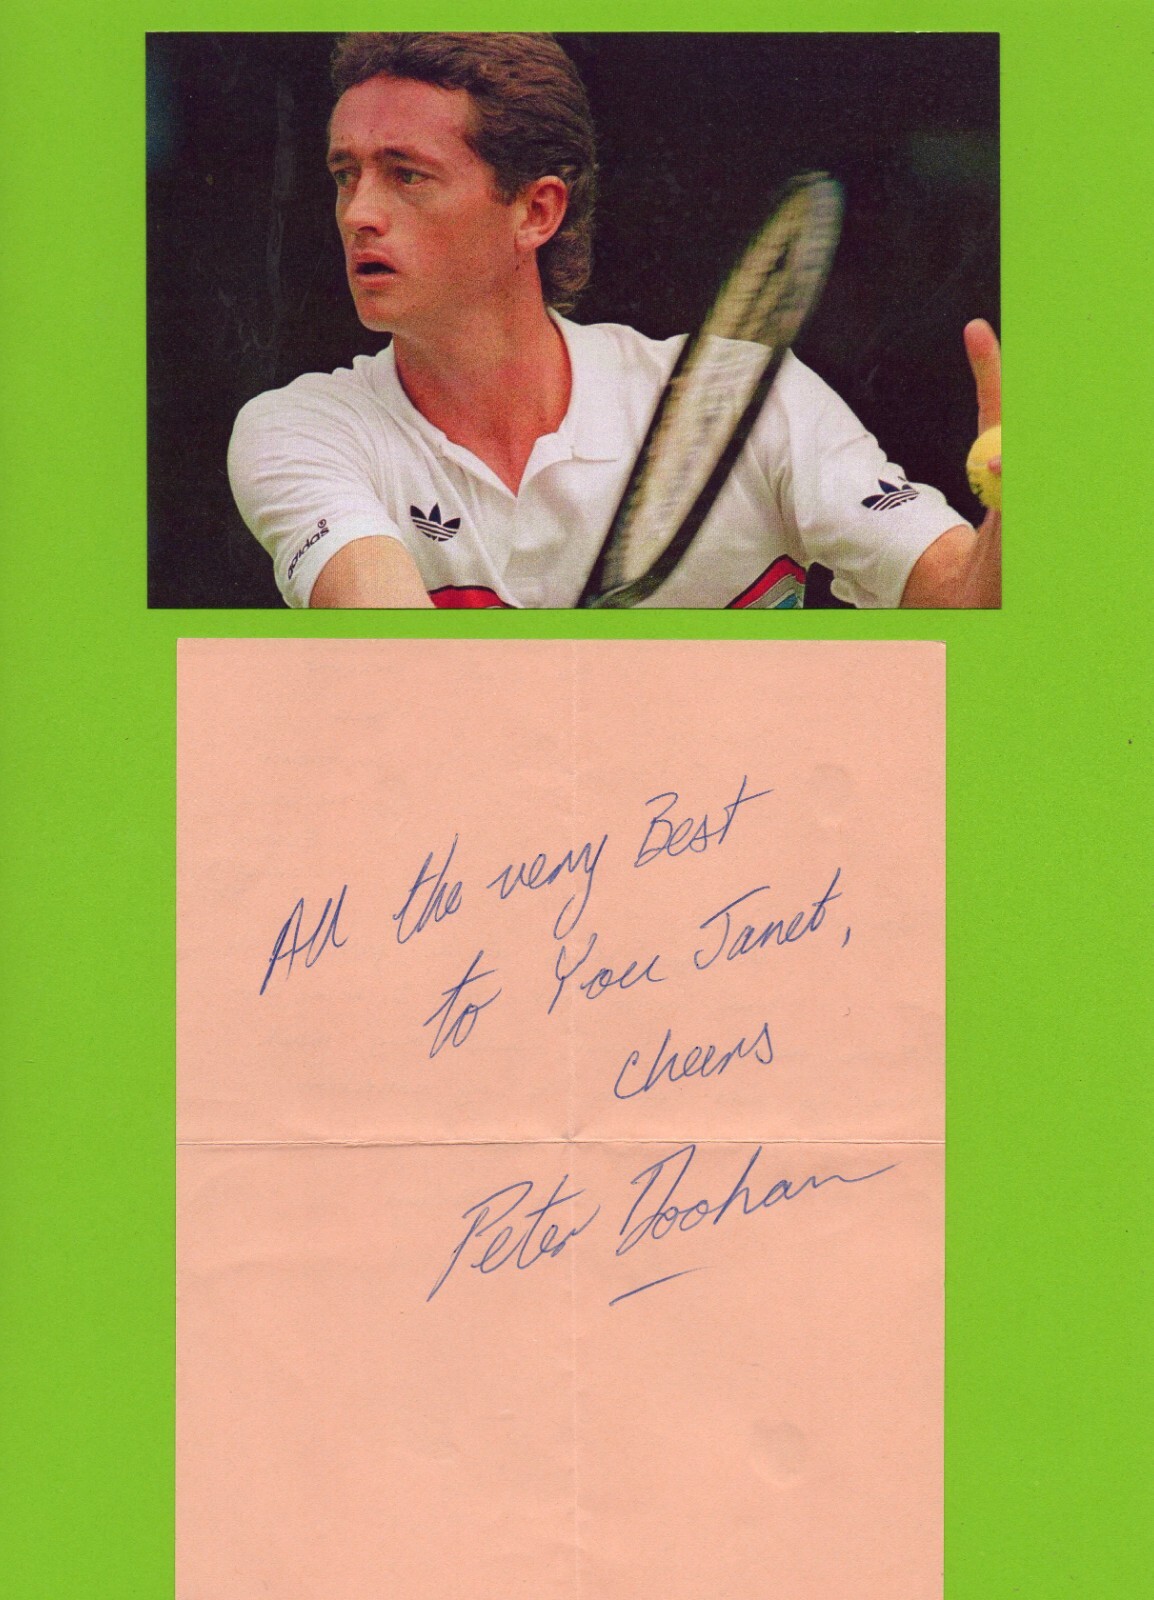 adidas®
All the very Best
to You Janet,
cheers
Peter Doohan